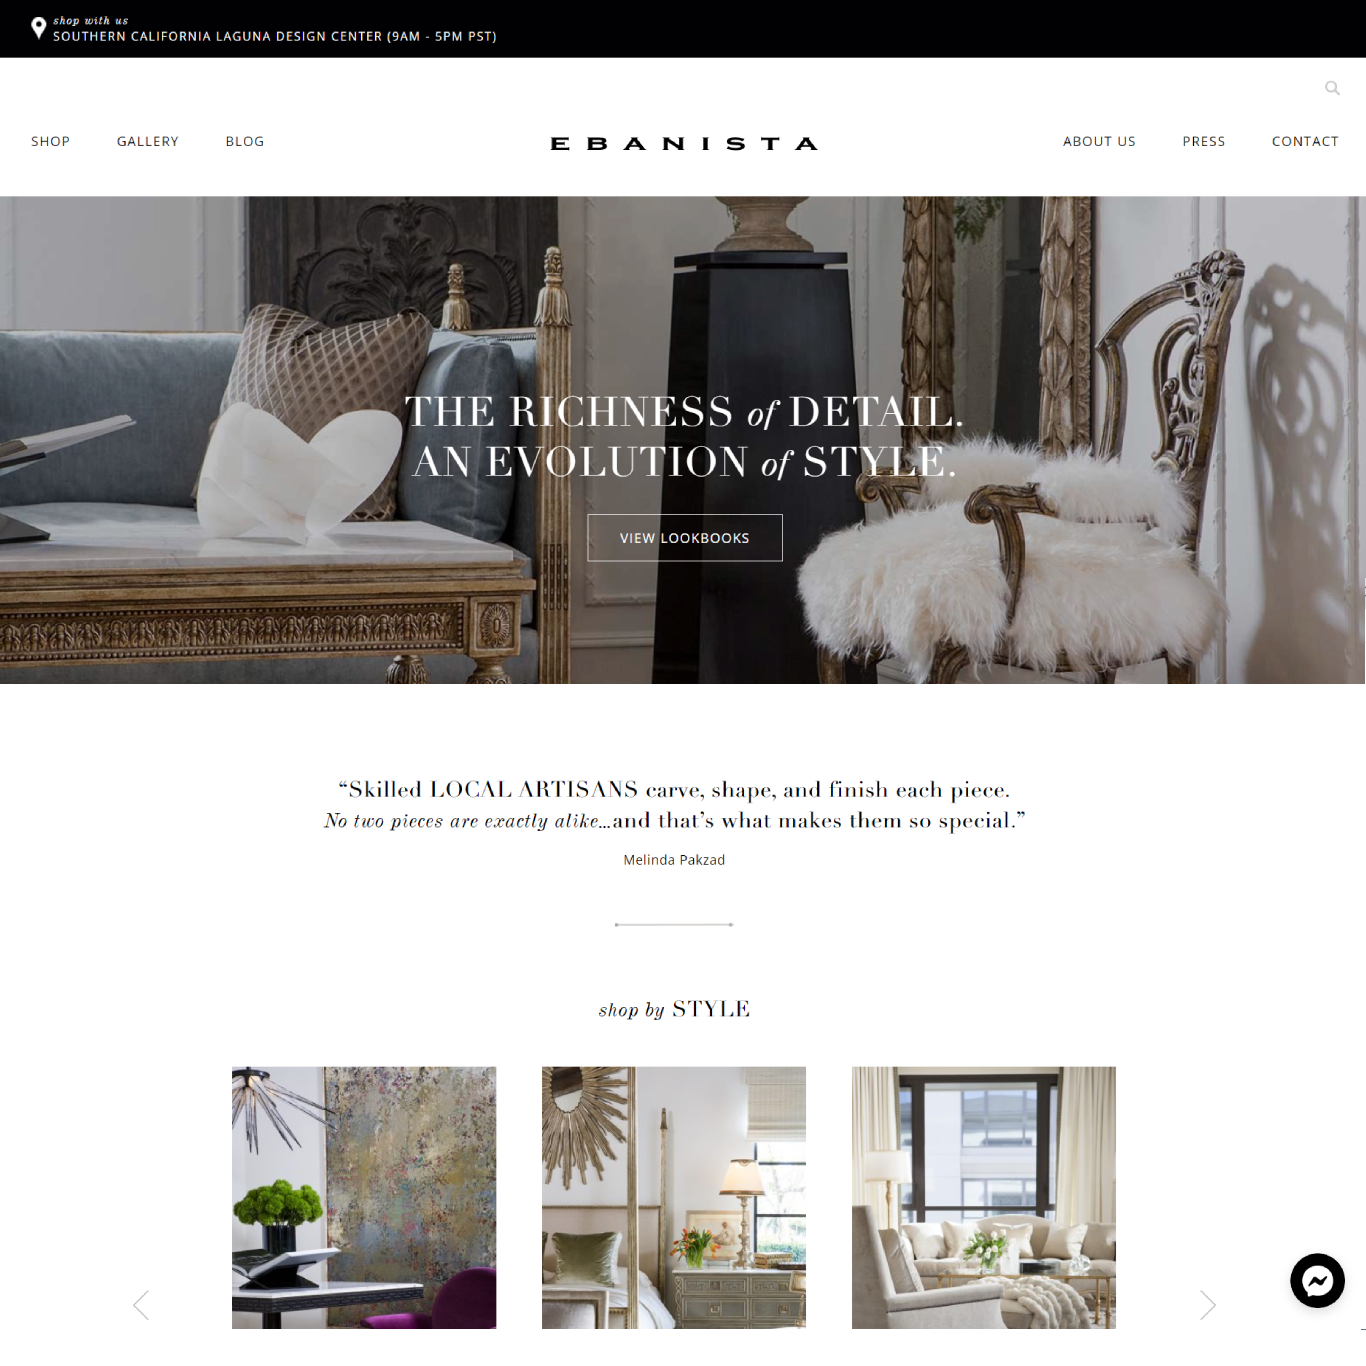 shop with us
SOUTHERN CALIFORNIA LAGUNA DESIGN CENTER (9AM - 5PM PST)
SHOP GALLERY BLOG EBANISTA ABOUT US PRESS CONTACT
THE RICHNESS of DETAIL.
AN EVOLUTION of STYLE.
VIEW LOOKBOOKS
“Skilled LOCAL ARTISANS carve, shape, and finish each piece.
No two pieces are exactly alike...and that’s what makes them so special.”
Melinda Pakzad
shop by STYLE